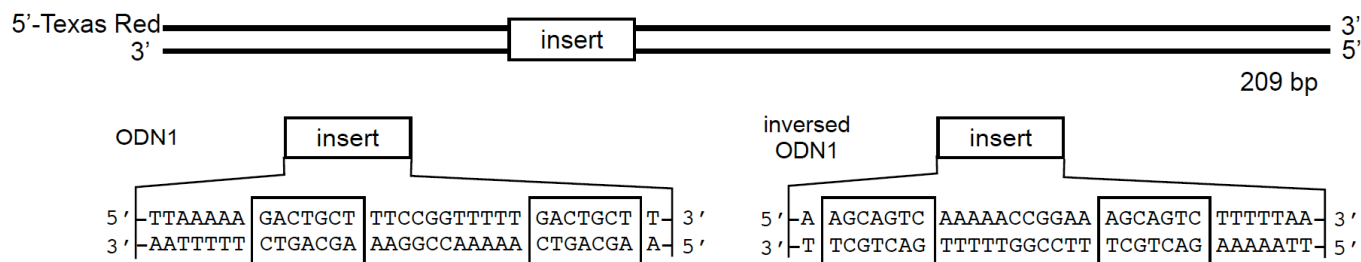 5’-Texas Red 3’
insert
3’ 5’
209 bp
ODN1 insert
inversed
ODN1 insert
5’-TTAAAAA GACTGCT TTCCGGTTTTT GACTGCT T- 3’
3’-AATTTTT CTGACGA AAGGCCAAAAA CTGACGA A- 5’
5’-A AGCAGTC AAAAACCGGAA AGCAGTC TTTTTAA- 3’
3’-T TCGTCAG TTTTTGGCCTT TCGTCAG AAAAATT- 5’